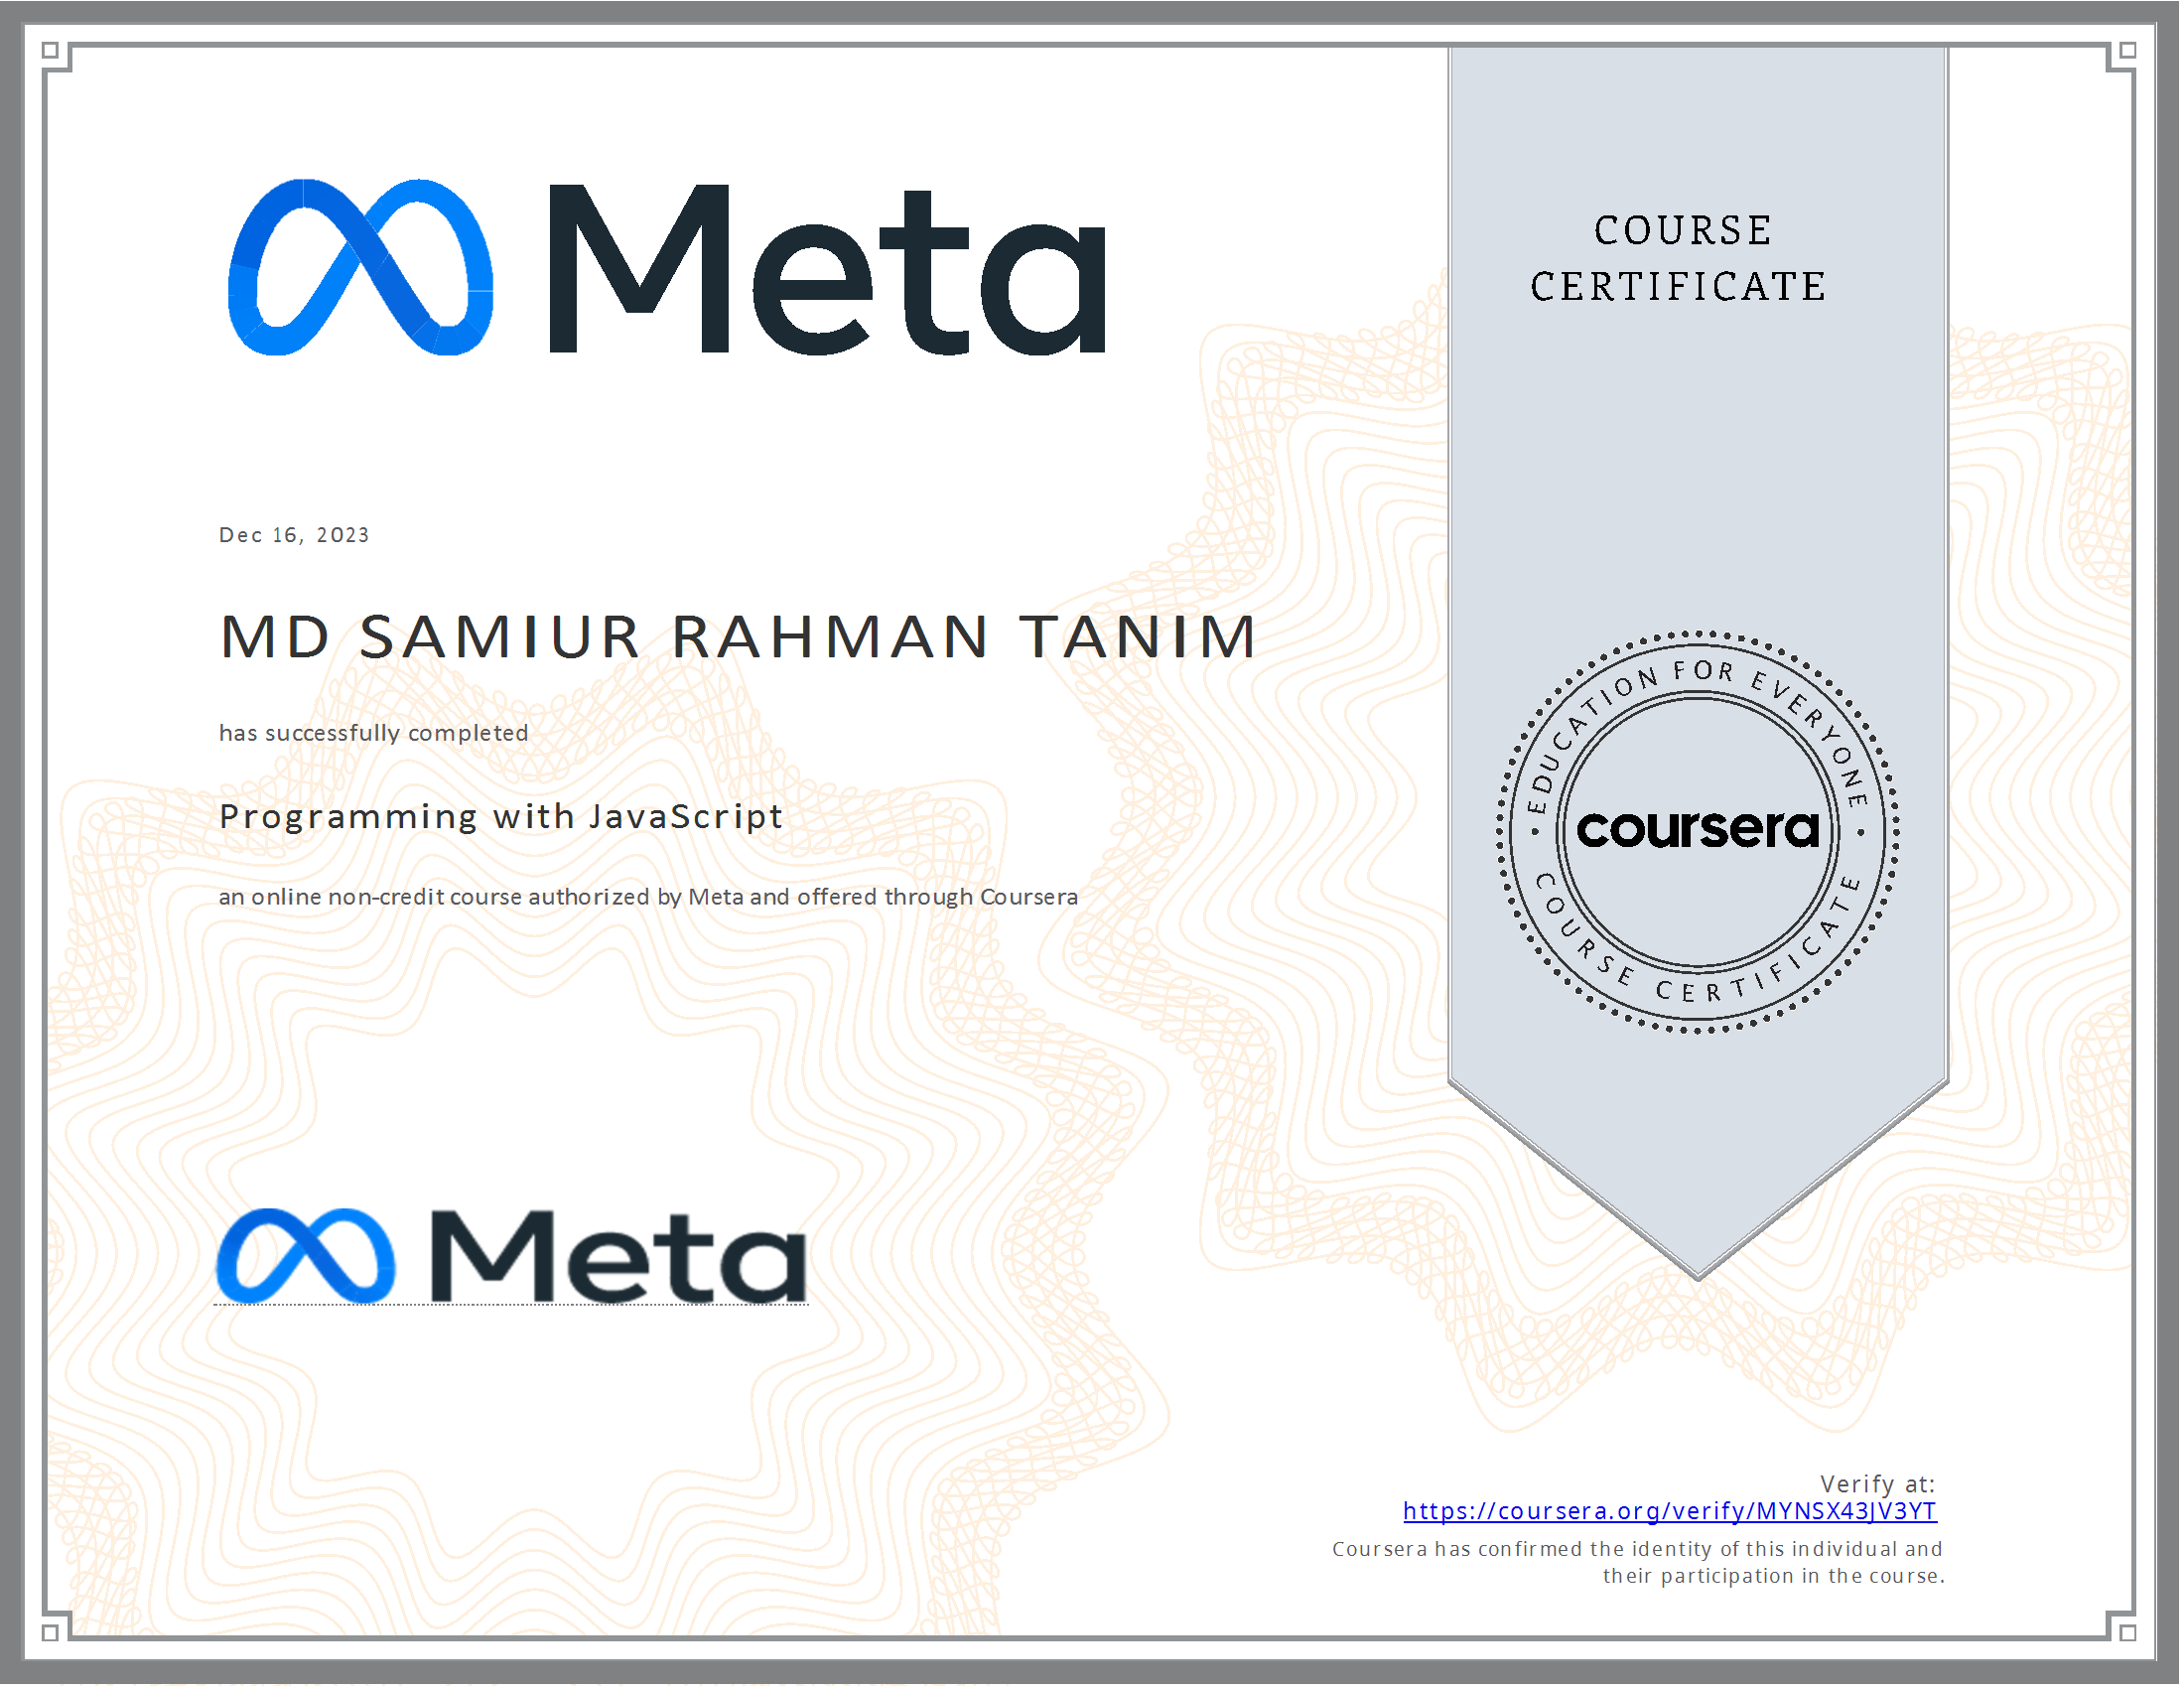 Meta
COURSE
CERTIFICATE
Dec 16, 2023
MD SAMIUR RAHMAN TANIM
has successfully completed
Programming with JavaScript
an online non-credit course authorized by Meta and offered through Coursera
EDUCATION FOR EVERYONE
coursera
COURSE CERTIFICATE
Meta
Verify at:
https://coursera.org/verify/MYNSX43JV3YT
Coursera has confirmed the identity of this individual and
their participation in the course.